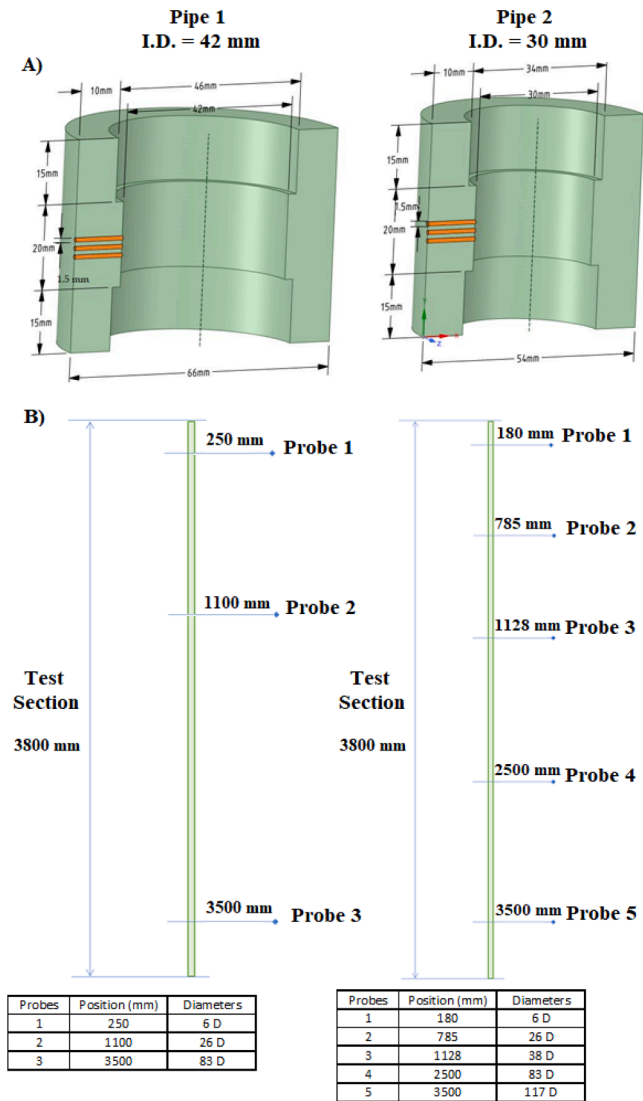 Pipe 1
I.D. = 42 mm
Pipe 2
I.D. = 30 mm
A)
10mm
46mm
42mm
15mm
20mm
1.5 mm
15mm
66mm
10mm
34mm
30mm
15mm
1.5mm
20mm
15mm
Y
x
z
54mm
B)
250 mm Probe 1
1100 mm Probe 2
Test
Section
3800 mm
3500 mm Probe 3
180 mm Probe 1
785 mm Probe 2
1128 mm Probe 3
Test
Section
3800 mm
2500 mm Probe 4
3500 mm Probe 5
Probes Position (mm) Diameters
1 250 6 D
2 1100 26 D
3 3500 83 D
Probes Position (mm) Diameters
1 180 6 D
2 785 26 D
3 1128 38 D
4 2500 83 D
5 3500 117 D